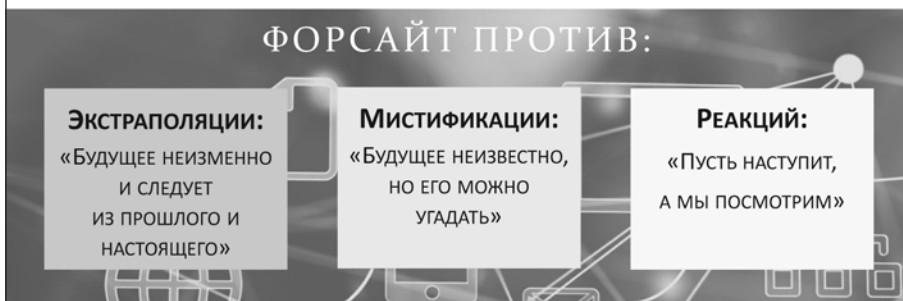 ФОРСАЙТ ПРОТИВ:
ЭКСТРАПОЛЯЦИИ:
«БУДУЩЕЕ НЕИЗМЕННО
И СЛЕДУЕТ
ИЗ ПРОШЛОГО И
НАСТОЯЩЕГО»
МИСТИФИКАЦИИ:
«БУДУЩЕЕ НЕИЗВЕСТНО,
НО ЕГО МОЖНО
УГАДАТЬ»
РЕАКЦИЙ:
«ПУСТЬ НАСТУПИТ,
А МЫ ПОСМОТРИМ»